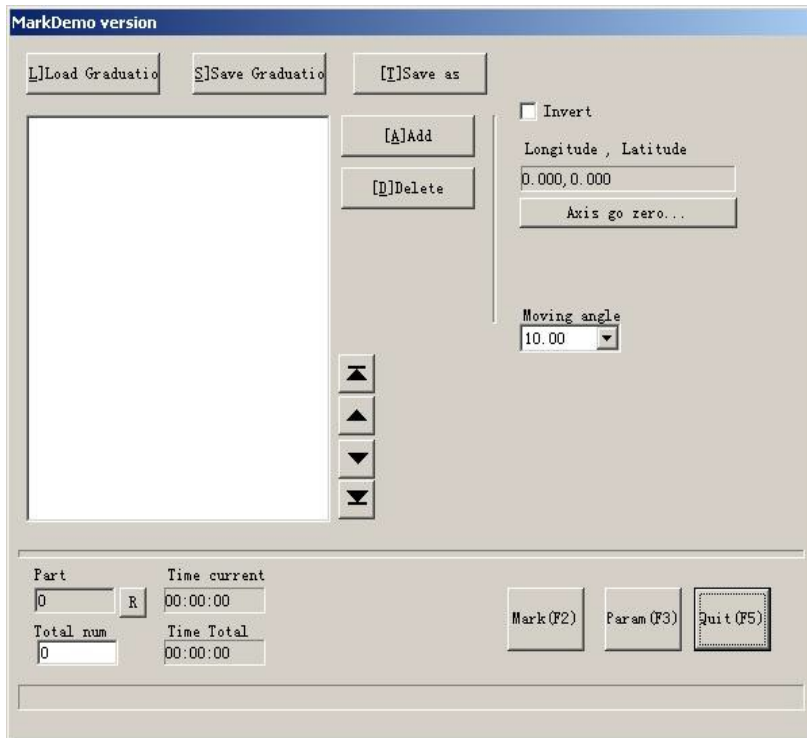 MarkDemo version
L]Load Graduatio
S]Save Graduatio
[T]Save as
[A]Add
[D]Delete
Invert
Longitude , Latitude
0.000,0.000
Axis go zero...
Moving angle
10.00
Part
0
R
Time current
00:00:00
Total num
0
Time Total
00:00:00
Mark(F2)
Param(F3)
Quit(F5)